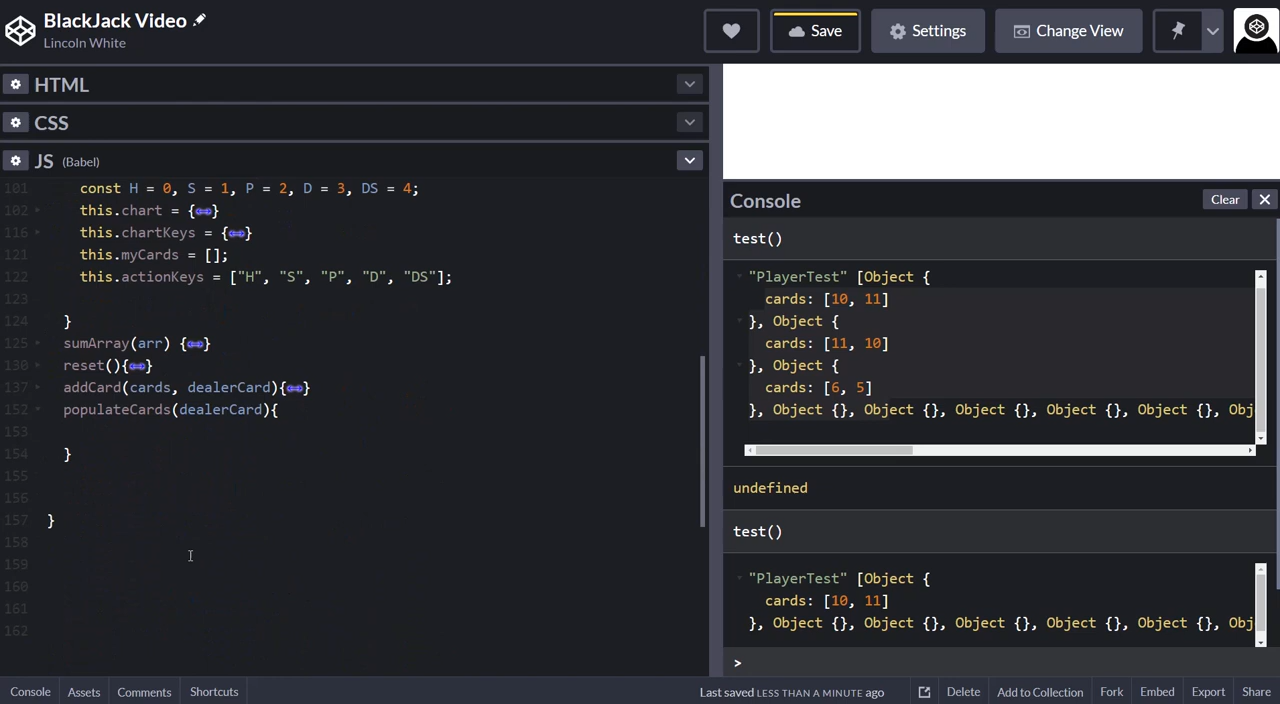 BlackJack Video
Lincoln White
Save
Settings
Change View
HTML
CSS
JS (Babel)
101 const H = 0, S = 1, P = 2, D = 3, DS = 4;
102 this.chart = {
116 this.chartKeys = {
121 this.myCards = [];
122 this.actionKeys = ["H", "S", "P", "D", "DS"];
123
124 }
125 sumArray(arr) {
130 reset(){
137 addCard(cards, dealerCard){
152 populateCards(dealerCard){
153
154 }
155
156
157 }
158
159
160
161
162
Console
Clear
test()
"PlayerTest" [Object {
cards: [10, 11]
}, Object {
cards: [11, 10]
}, Object {
cards: [6, 5]
}, Object {}, Object {}, Object {}, Object {}, Object {}, Obj
undefined
test()
"PlayerTest" [Object {
cards: [10, 11]
}, Object {}, Object {}, Object {}, Object {}, Object {}, Obj
>
Console Assets Comments Shortcuts
Last saved LESS THAN A MINUTE ago
Delete Add to Collection Fork Embed Export Share